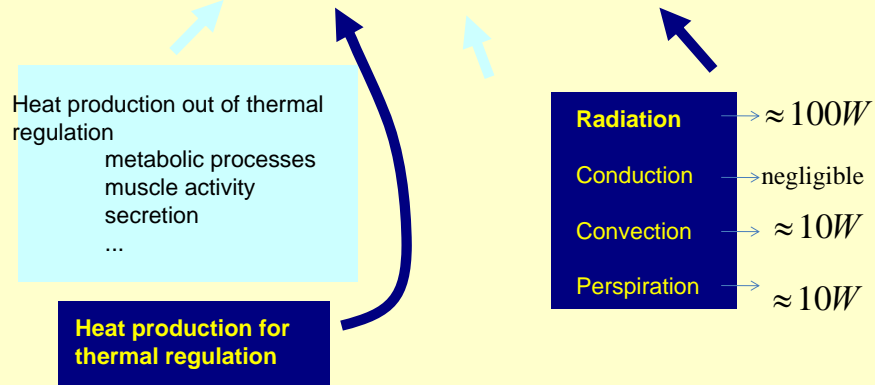 Heat production out of thermal
regulation
metabolic processes
muscle activity
secretion
...
Heat production for
thermal regulation
Radiation ≈100W
Conduction negligible
Convection ≈10W
Perspiration ≈10W